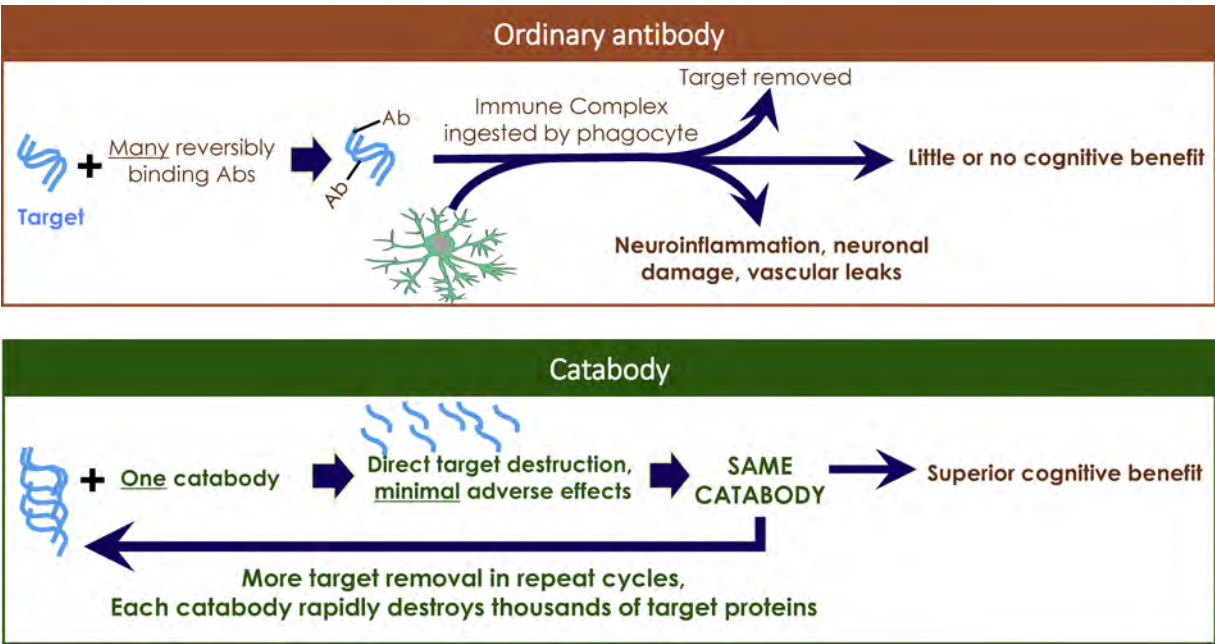 Ordinary antibody
Target removed
Ab
Immune Complex
ingested by phagocyte
+ Many reversibly
binding Abs
Little or no cognitive benefit
Ab
Target
Neuroinflammation, neuronal
damage, vascular leaks
Catabody
+ One catabody
Direct target destruction,
minimal adverse effects
SAME
CATABODY
Superior cognitive benefit
More target removal in repeat cycles,
Each catabody rapidly destroys thousands of target proteins